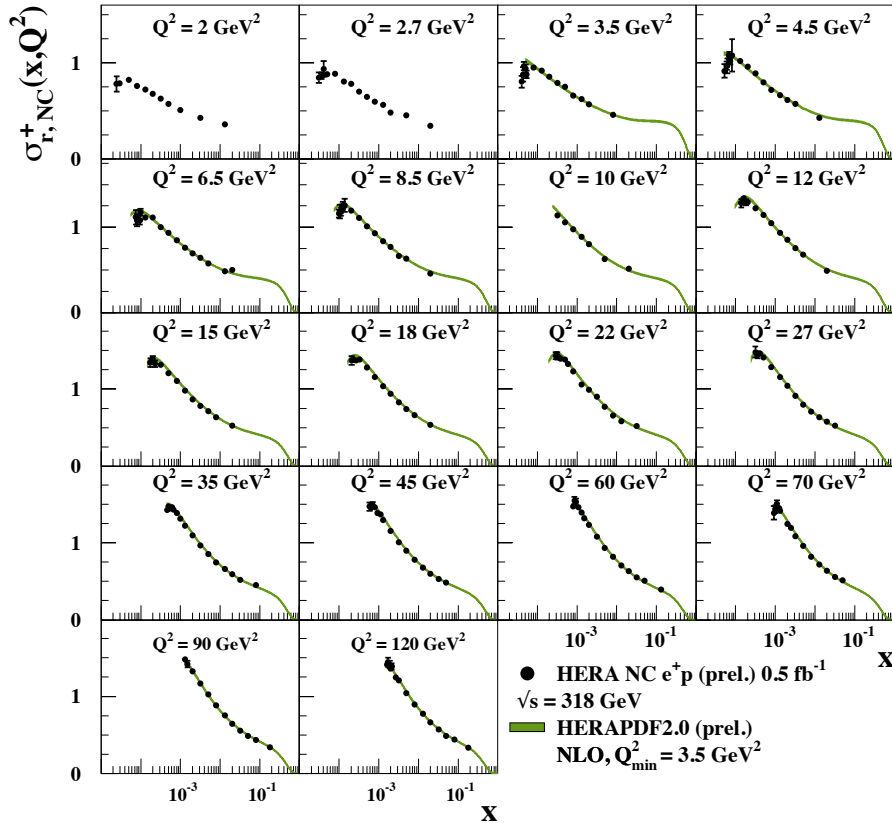 σ⁺r, NC(x,Q²)
Q² = 2 GeV²
Q² = 2.7 GeV²
Q² = 3.5 GeV²
Q² = 4.5 GeV²
1
0
Q² = 6.5 GeV²
Q² = 8.5 GeV²
Q² = 10 GeV²
Q² = 12 GeV²
1
0
Q² = 15 GeV²
Q² = 18 GeV²
Q² = 22 GeV²
Q² = 27 GeV²
1
0
Q² = 35 GeV²
Q² = 45 GeV²
Q² = 60 GeV²
Q² = 70 GeV²
1
0
10⁻³ 10⁻¹ 10⁻³ 10⁻¹
x
Q² = 90 GeV²
Q² = 120 GeV²
1
0
10⁻³ 10⁻¹ 10⁻³ 10⁻¹
x
HERA NC e⁺p (prel.) 0.5 fb⁻¹
√s = 318 GeV
HERAPDF2.0 (prel.)
NLO, Q²min = 3.5 GeV²